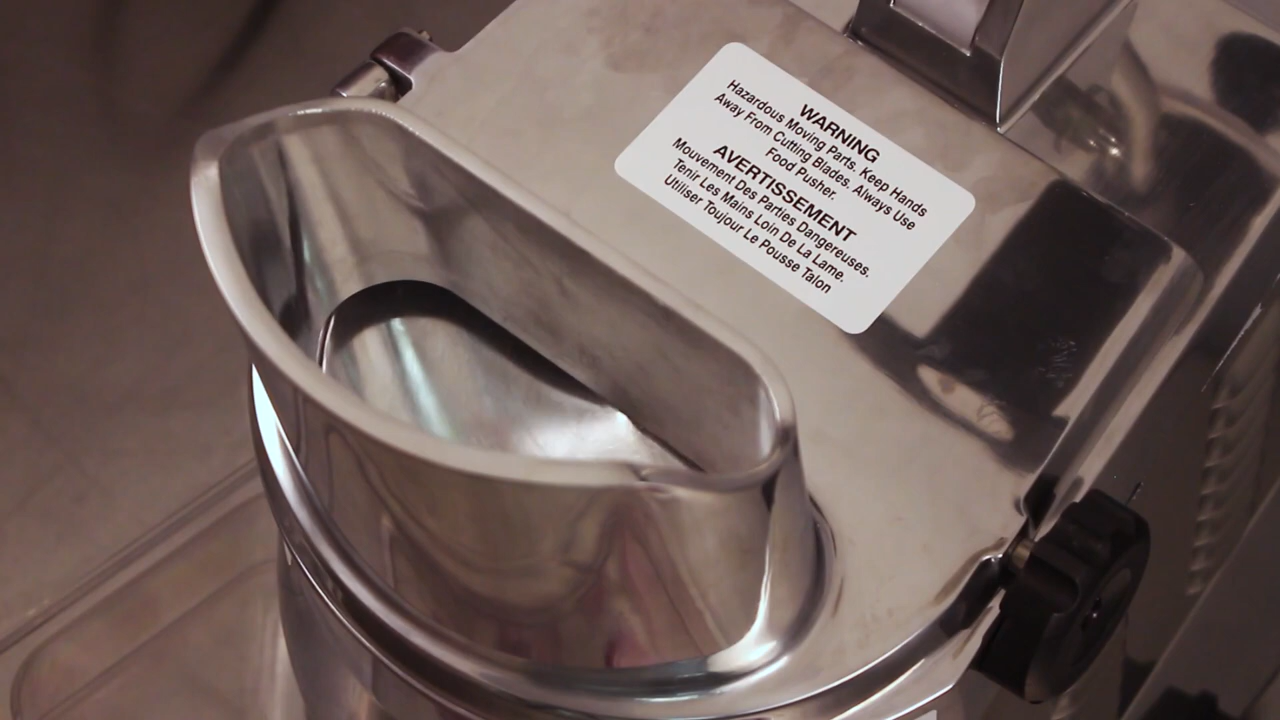 WARNING
Hazardous Moving Parts. Keep Hands
Away From Cutting Blades. Always Use
Food Pusher.
AVERTISSEMENT
Mouvement Des Parties Dangereuses.
Tenir Les Mains Loin De La Lame.
Utiliser Toujour Le Pousse Talon